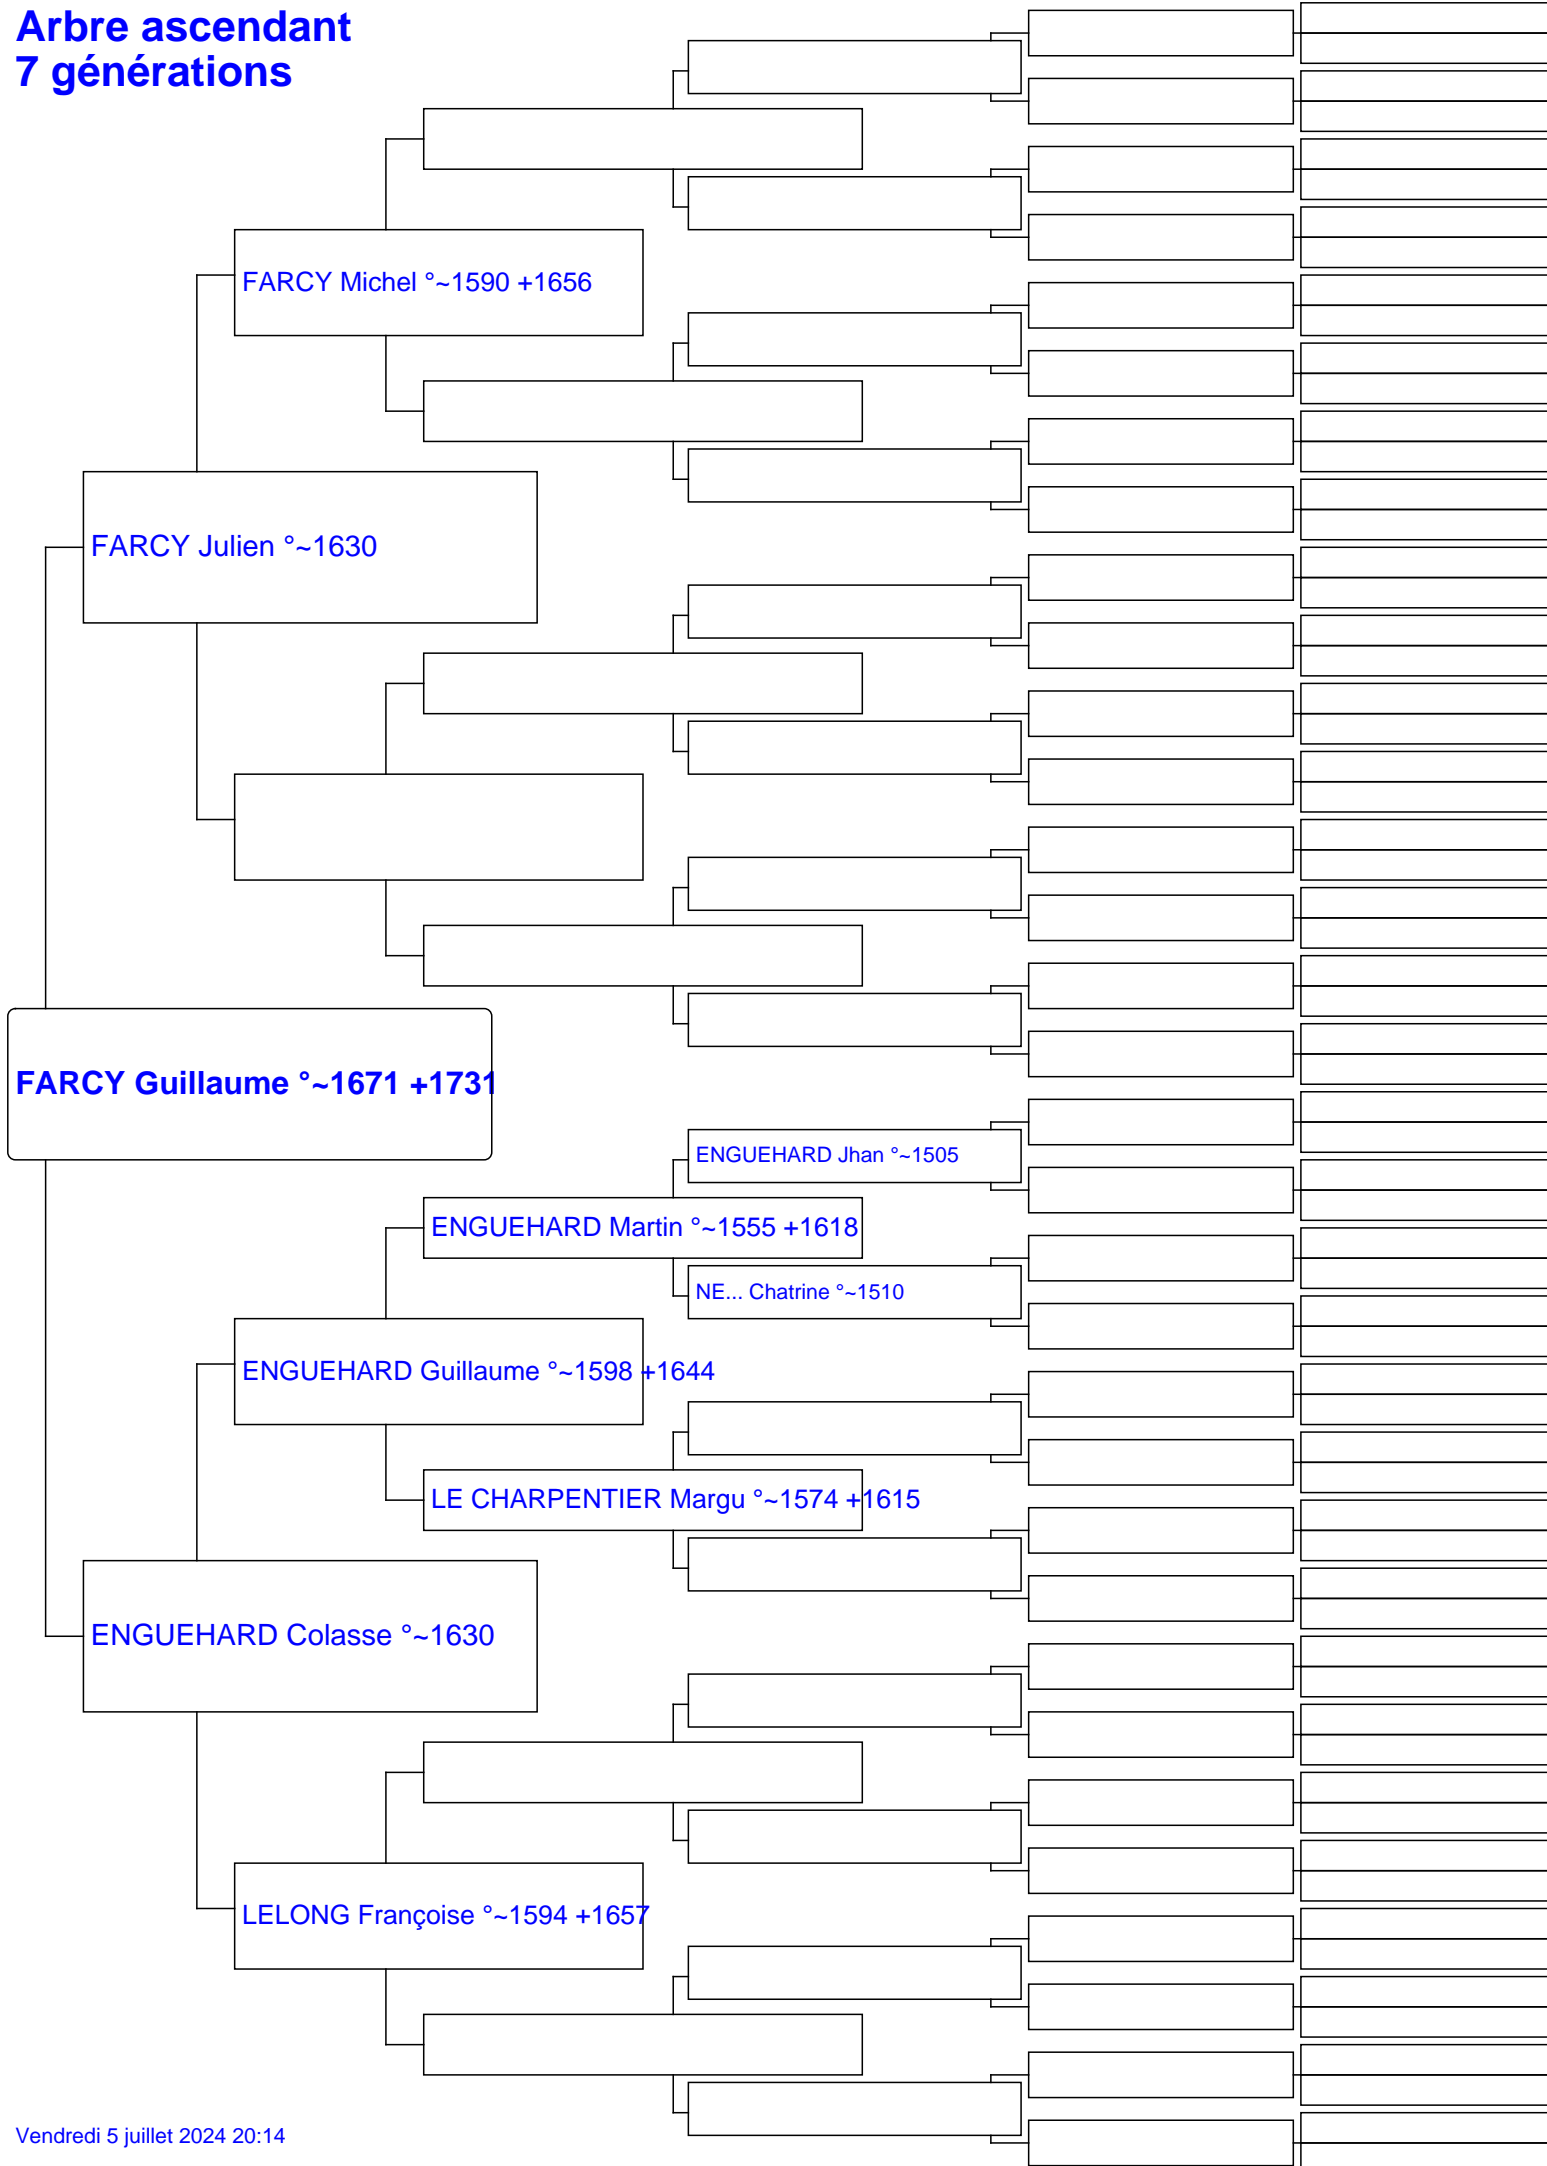 Arbre ascendant
7 générations
FARCY Michel °~1590 +1656
FARCY Julien °~1630
FARCY Guillaume °~1671 +1731
ENGUEHARD Jhan °~1505
ENGUEHARD Martin °~1555 +1618
NE... Chatrine °~1510
ENGUEHARD Guillaume °~1598 +1644
LE CHARPENTIER Margu °~1574 +1615
ENGUEHARD Colasse °~1630
LELONG Françoise °~1594 +1657
Vendredi 5 juillet 2024 20:14